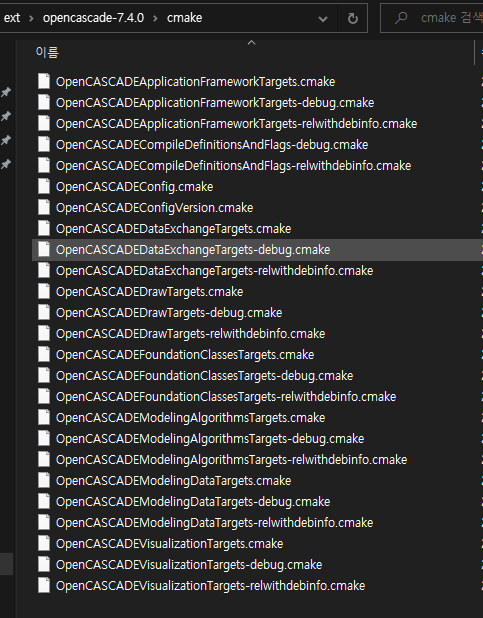 ext › opencascade-7.4.0 › cmake
cmake 검색
이름
OpenCASCADEApplicationFrameworkTargets.cmake
OpenCASCADEApplicationFrameworkTargets-debug.cmake
OpenCASCADEApplicationFrameworkTargets-relwithdebinfo.cmake
OpenCASCADECompileDefinitionsAndFlags-debug.cmake
OpenCASCADECompileDefinitionsAndFlags-relwithdebinfo.cmake
OpenCASCADEConfig.cmake
OpenCASCADEConfigVersion.cmake
OpenCASCADEDataExchangeTargets.cmake
OpenCASCADEDataExchangeTargets-debug.cmake
OpenCASCADEDataExchangeTargets-relwithdebinfo.cmake
OpenCASCADEDrawTargets.cmake
OpenCASCADEDrawTargets-debug.cmake
OpenCASCADEDrawTargets-relwithdebinfo.cmake
OpenCASCADEFoundationClassesTargets.cmake
OpenCASCADEFoundationClassesTargets-debug.cmake
OpenCASCADEFoundationClassesTargets-relwithdebinfo.cmake
OpenCASCADEModelingAlgorithmsTargets.cmake
OpenCASCADEModelingAlgorithmsTargets-debug.cmake
OpenCASCADEModelingAlgorithmsTargets-relwithdebinfo.cmake
OpenCASCADEModelingDataTargets.cmake
OpenCASCADEModelingDataTargets-debug.cmake
OpenCASCADEModelingDataTargets-relwithdebinfo.cmake
OpenCASCADEVisualizationTargets.cmake
OpenCASCADEVisualizationTargets-debug.cmake
OpenCASCADEVisualizationTargets-relwithdebinfo.cmake